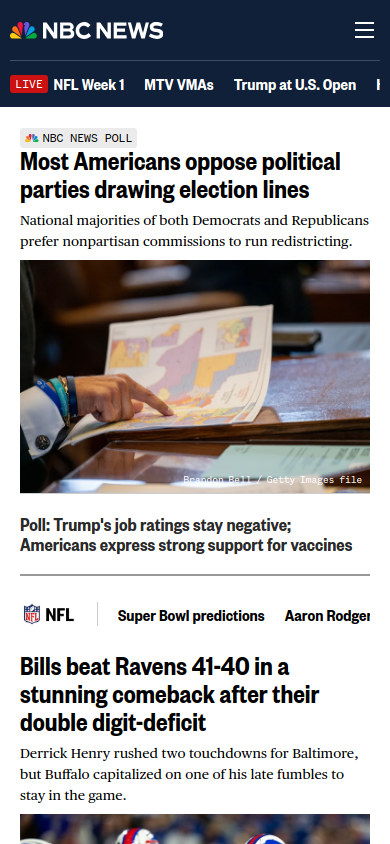 NBC NEWS
LIVE NFL Week 1 MTV VMAs Trump at U.S. Open
NBC NEWS POLL
Most Americans oppose political
parties drawing election lines
National majorities of both Democrats and Republicans
prefer nonpartisan commissions to run redistricting.
Brandon Bell / Getty Images file
Poll: Trump's job ratings stay negative;
Americans express strong support for vaccines
NFL NFL Super Bowl predictions Aaron Rodger
Bills beat Ravens 41-40 in a
stunning comeback after their
double digit-deficit
Derrick Henry rushed two touchdowns for Baltimore,
but Buffalo capitalized on one of his late fumbles to
stay in the game.